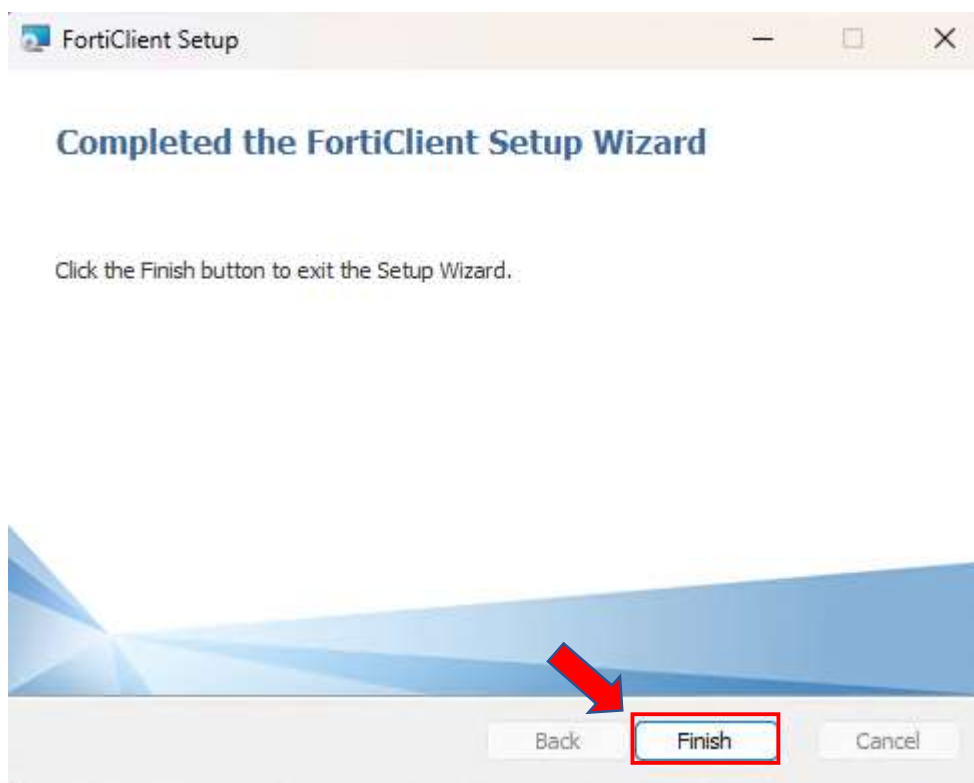 FortiClient Setup
Completed the FortiClient Setup Wizard
Click the Finish button to exit the Setup Wizard.
Back Finish Cancel